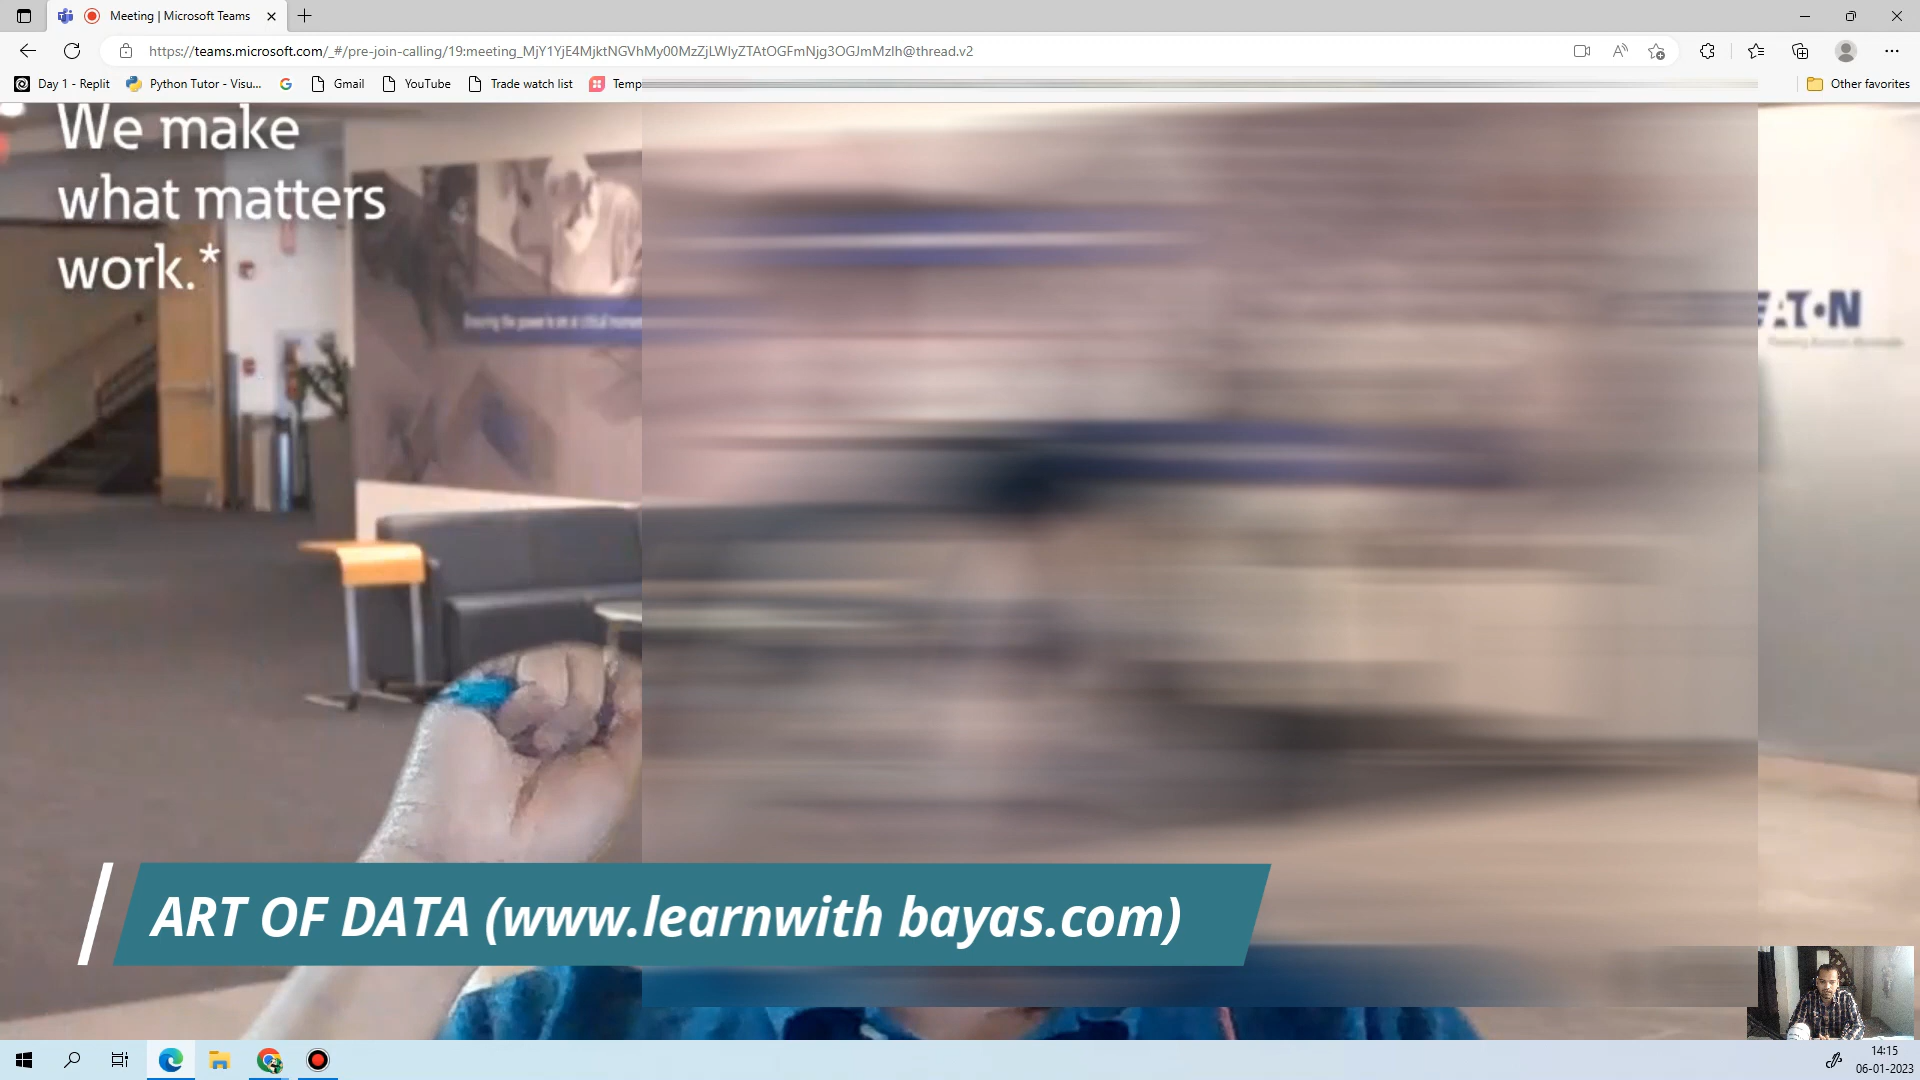 Meeting | Microsoft Teams
https://teams.microsoft.com/_#/pre-join-calling/19:meeting_MjY1YjE4MjktNGVhMy00MzZjLWIyZTAtOGFmNjg3OGJmMzlh@thread.v2
Day 1 - Replit
Python Tutor - Visu...
Gmail
YouTube
Trade watch list
Temp
Other favorites
We make
what matters
work.*
EATON
ART OF DATA (www.learnwith bayas.com)
14:15
06-01-2023